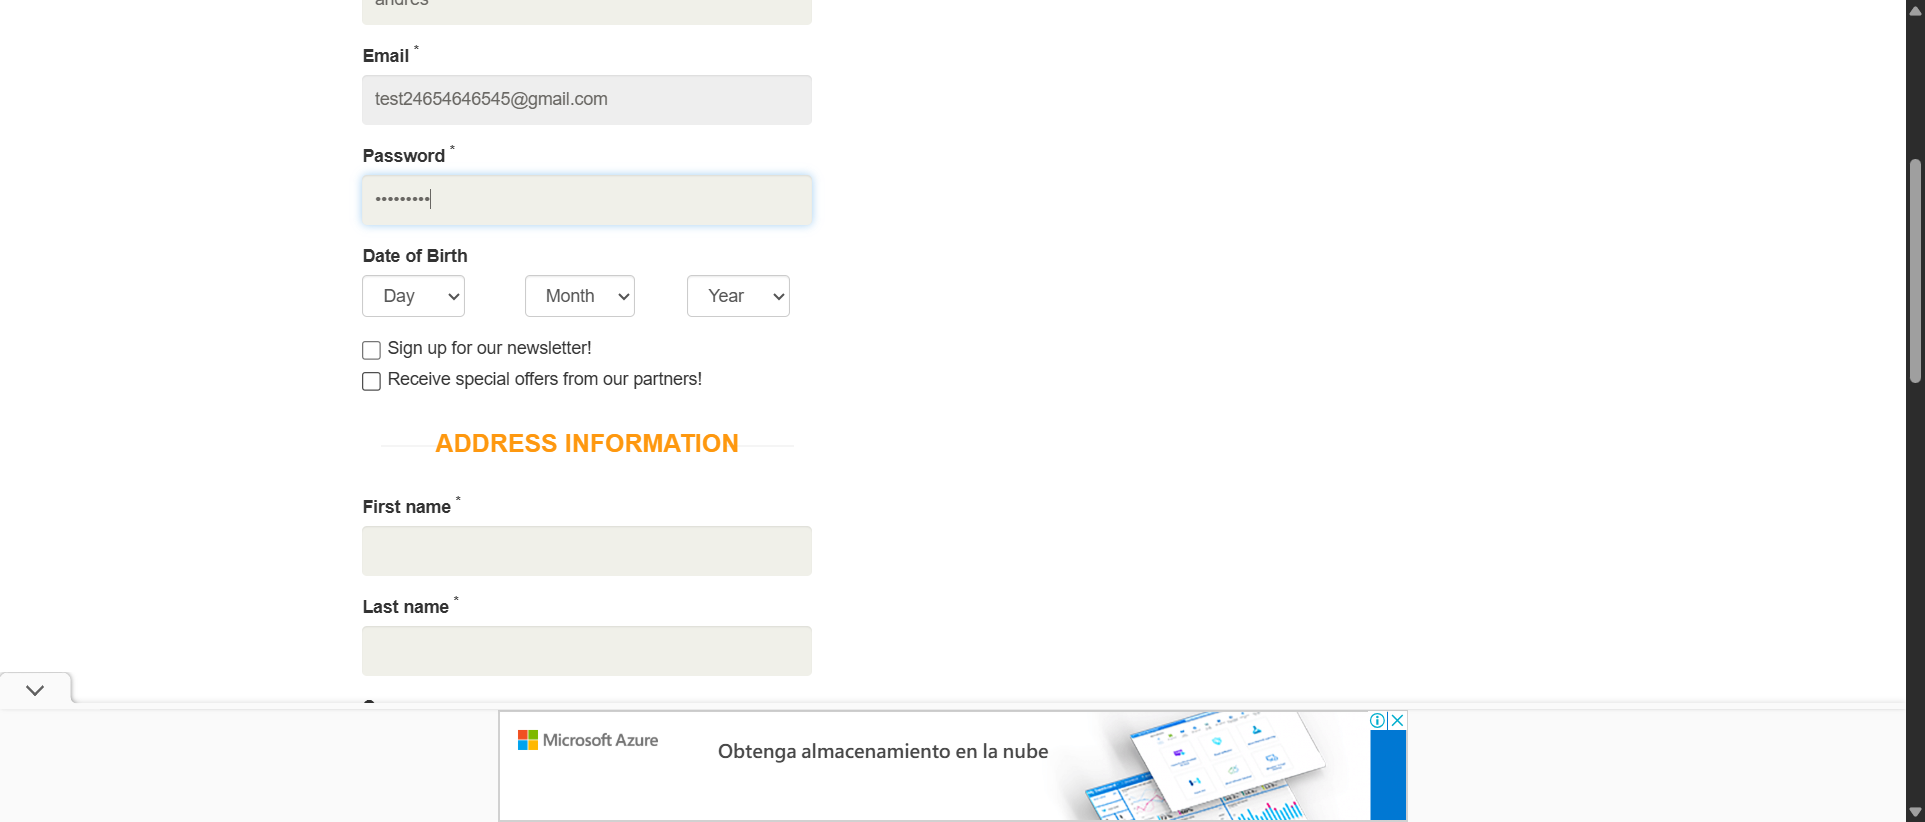 andres
Email *
test24654646545@gmail.com
Password *
•••••••••
Date of Birth
Day Month Year
Sign up for our newsletter!
Receive special offers from our partners!
ADDRESS INFORMATION
First name *
Last name *
Microsoft Azure
Obtenga almacenamiento en la nube